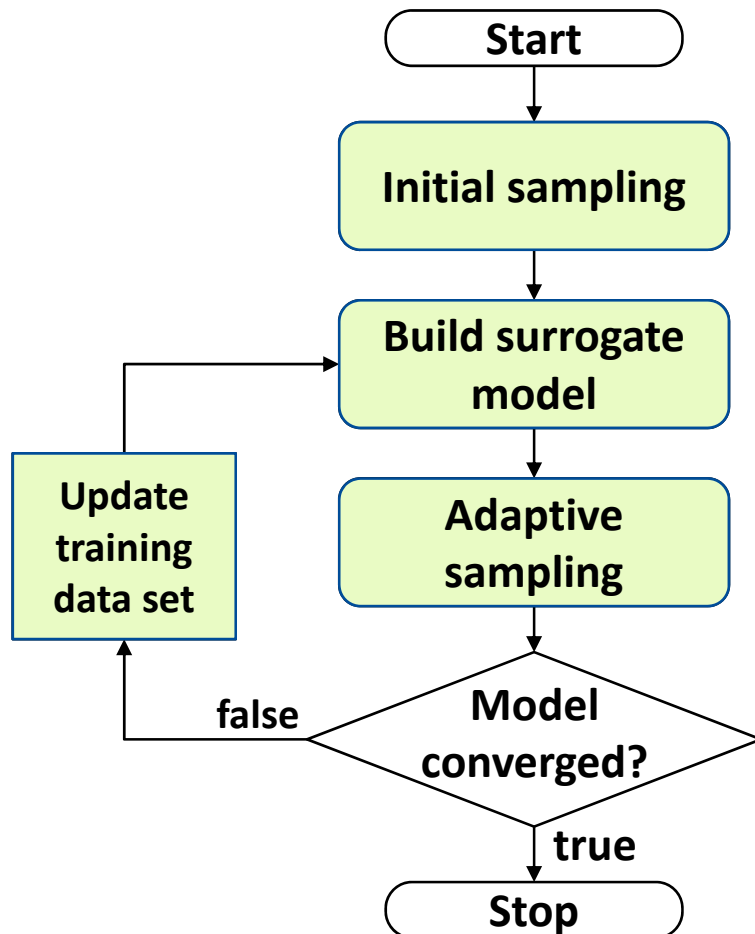 Start
Initial sampling
Build surrogate
model
Adaptive
sampling
Update
training
data set
false
Model
converged?
true
Stop